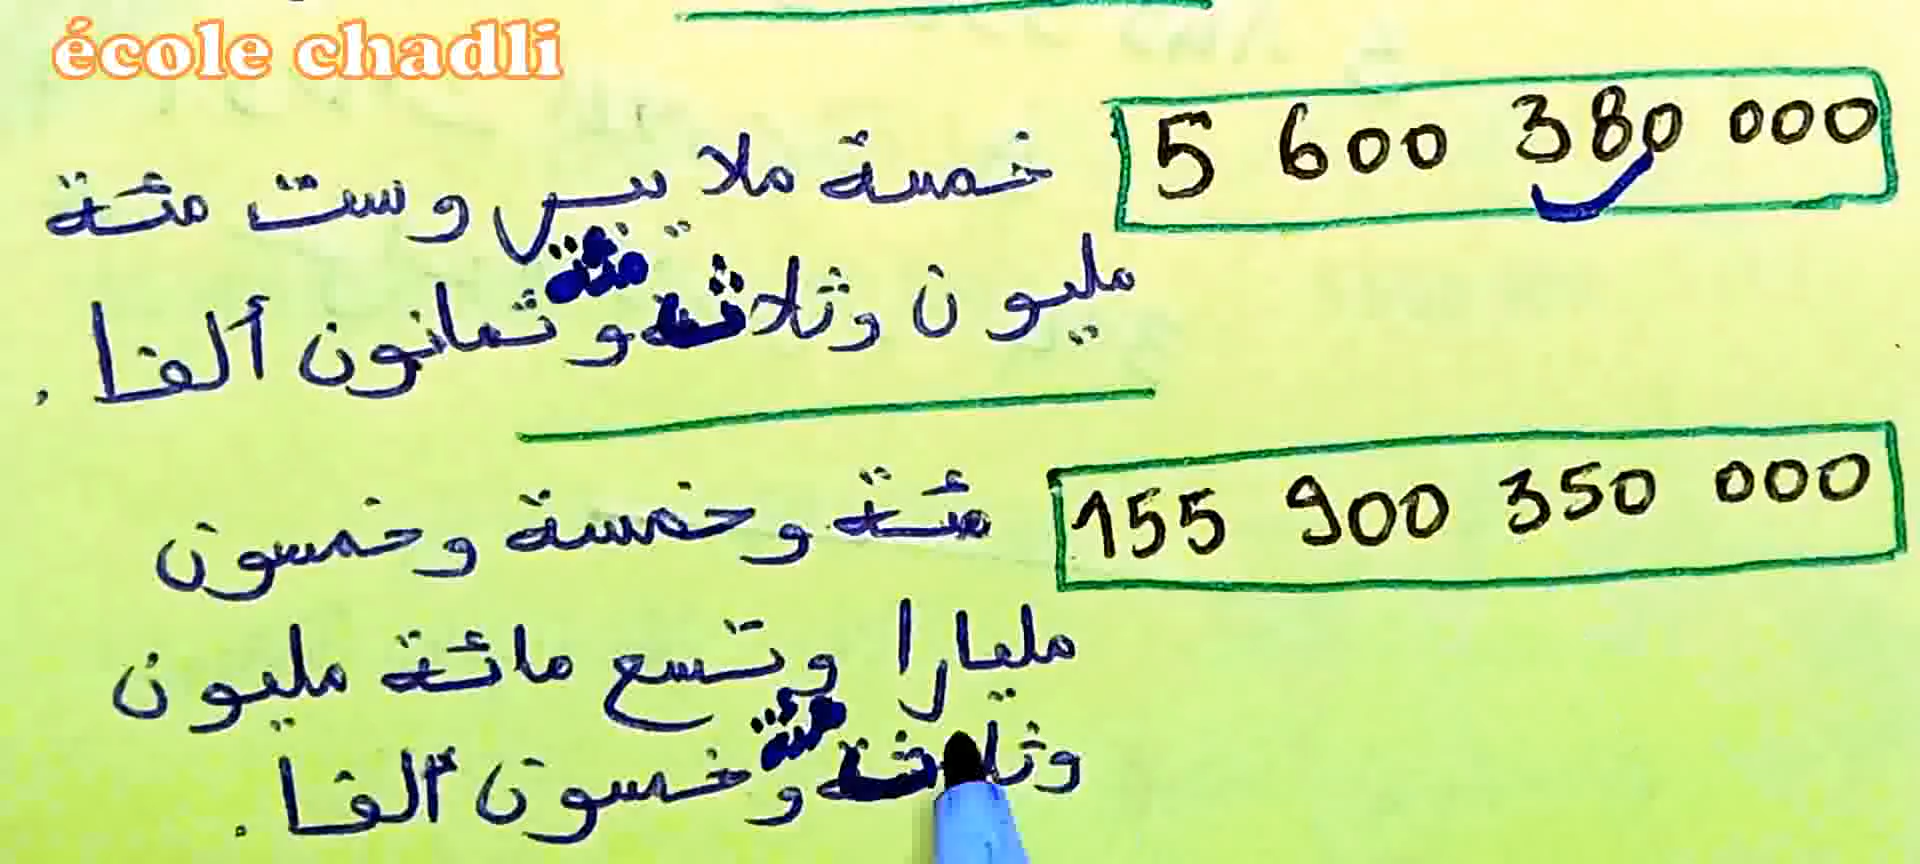 école chadli
5 600 380 000
خمسة ملايير وست مئة
مليون وثلاث مئة وثمانون ألفا.
155 900 350 000
مئة وخمسة وخمسون
مليارا وتسع مائة مليون
وثلاث مئة وخمسون ألفا.